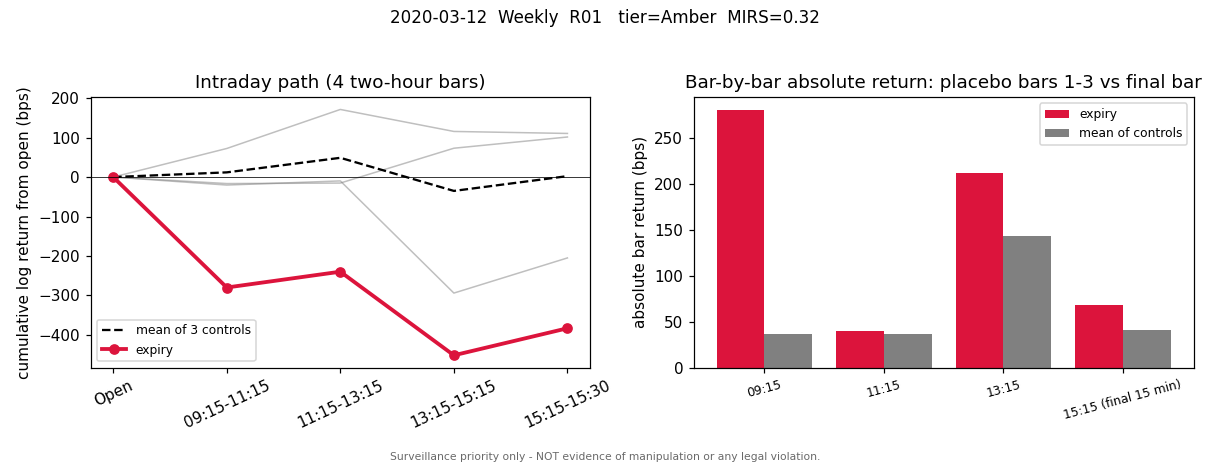 2020-03-12  Weekly  R01   tier=Amber  MIRS=0.32
Intraday path (4 two-hour bars)
cumulative log return from open (bps)
200
100
0
−100
−200
−300
−400
mean of 3 controls
expiry
Open
09:15-11:15
11:15-13:15
13:15-15:15
15:15-15:30
Bar-by-bar absolute return: placebo bars 1-3 vs final bar
absolute bar return (bps)
250
200
150
100
50
0
expiry
mean of controls
09:15
11:15
13:15
15:15 (final 15 min)
Surveillance priority only - NOT evidence of manipulation or any legal violation.